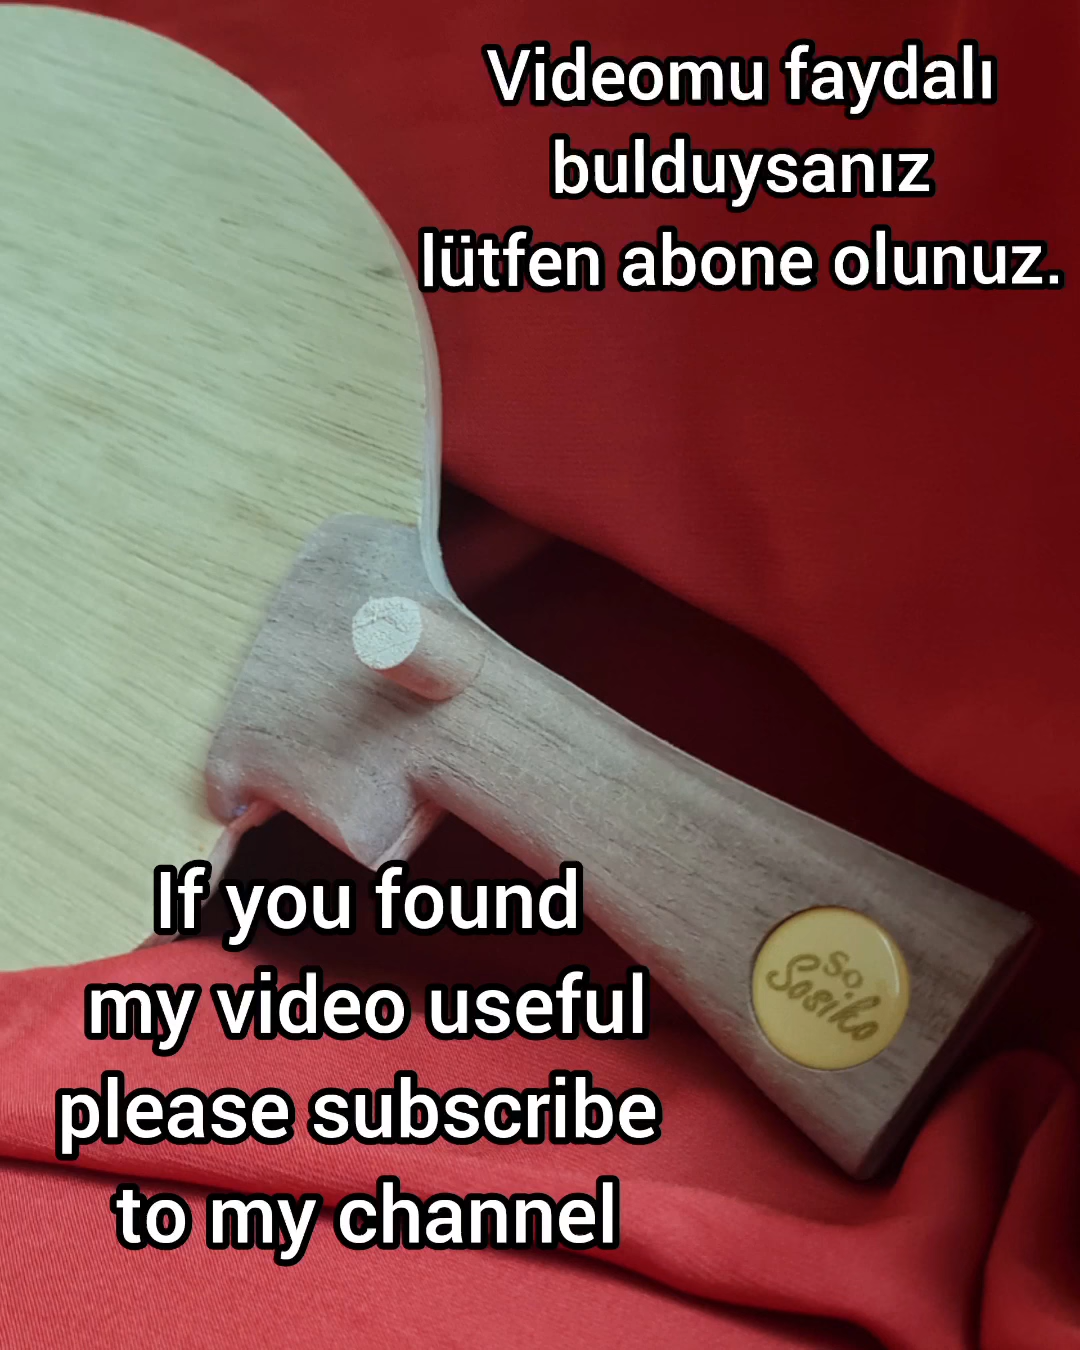 Videomu faydalı
bulduysanız
lütfen abone olunuz.
If you found
my video useful
please subscribe
to my channel
so
Sosiko